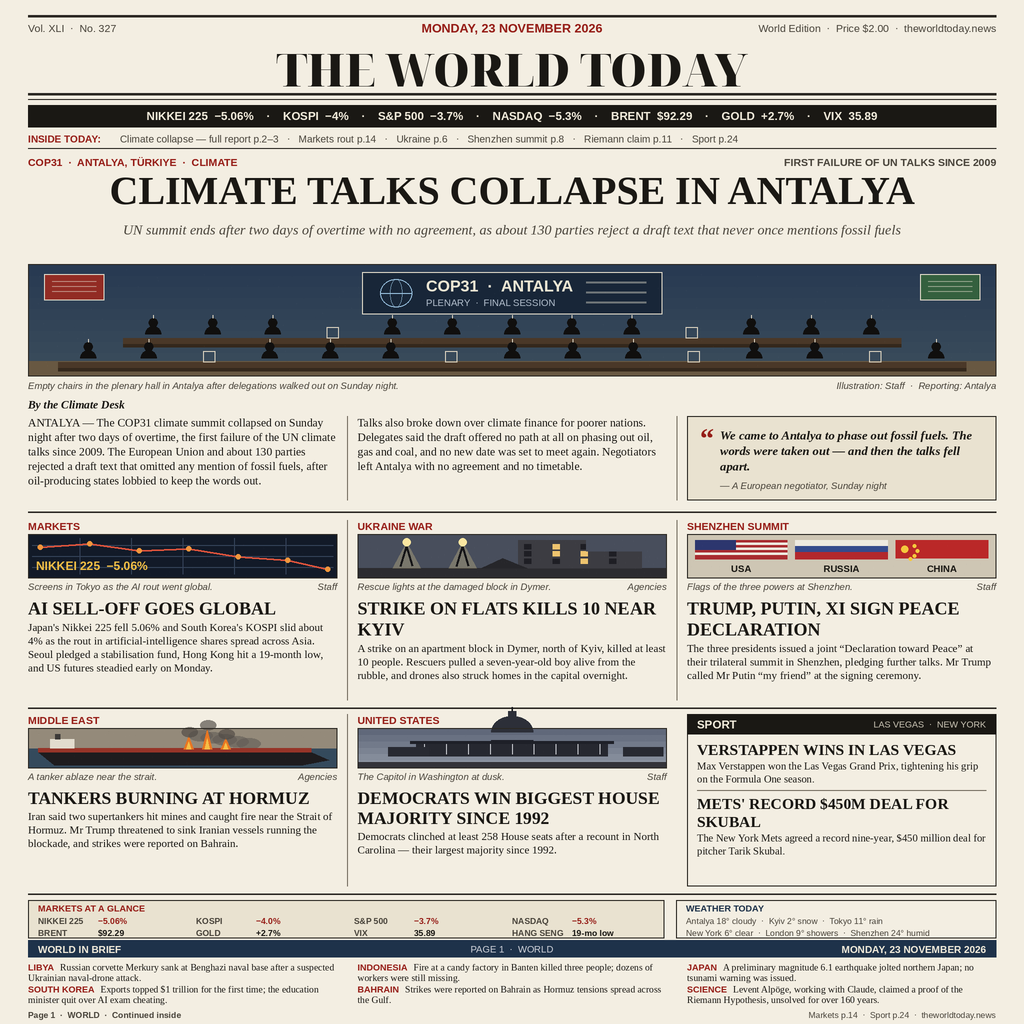 Vol. XLI · No. 327
MONDAY, 23 NOVEMBER 2026
World Edition · Price $2.00 · theworldtoday.news
THE WORLD TODAY
NIKKEI 225 −5.06% · KOSPI −4% · S&P 500 −3.7% · NASDAQ −5.3% · BRENT $92.29 · GOLD +2.7% · VIX 35.89
INSIDE TODAY: Climate collapse — full report p.2–3 · Markets rout p.14 · Ukraine p.6 · Shenzhen summit p.8 · Riemann claim p.11 · Sport p.24
COP31 · ANTALYA, TÜRKIYE · CLIMATE
FIRST FAILURE OF UN TALKS SINCE 2009
CLIMATE TALKS COLLAPSE IN ANTALYA
UN summit ends after two days of overtime with no agreement, as about 130 parties reject a draft text that never once mentions fossil fuels
COP31 · ANTALYA
PLENARY · FINAL SESSION
Empty chairs in the plenary hall in Antalya after delegations walked out on Sunday night.
Illustration: Staff · Reporting: Antalya
By the Climate Desk
ANTALYA — The COP31 climate summit collapsed on Sunday
night after two days of overtime, the first failure of the UN climate
talks since 2009. The European Union and about 130 parties
rejected a draft text that omitted any mention of fossil fuels, after
oil-producing states lobbied to keep the words out.
Talks also broke down over climate finance for poorer nations.
Delegates said the draft offered no path at all on phasing out oil,
gas and coal, and no new date was set to meet again. Negotiators
left Antalya with no agreement and no timetable.
“ We came to Antalya to phase out fossil fuels. The
words were taken out — and then the talks fell
apart.
— A European negotiator, Sunday night
MARKETS
NIKKEI 225 −5.06%
Screens in Tokyo as the AI rout went global.
Staff
AI SELL-OFF GOES GLOBAL
Japan's Nikkei 225 fell 5.06% and South Korea's KOSPI slid about
4% as the rout in artificial-intelligence shares spread across Asia.
Seoul pledged a stabilisation fund, Hong Kong hit a 19-month low,
and US futures steadied early on Monday.
UKRAINE WAR
Rescue lights at the damaged block in Dymer.
Agencies
STRIKE ON FLATS KILLS 10 NEAR
KYIV
A strike on an apartment block in Dymer, north of Kyiv, killed at least
10 people. Rescuers pulled a seven-year-old boy alive from the
rubble, and drones also struck homes in the capital overnight.
SHENZHEN SUMMIT
USA
RUSSIA
CHINA
Flags of the three powers at Shenzhen.
Staff
TRUMP, PUTIN, XI SIGN PEACE
DECLARATION
The three presidents issued a joint “Declaration toward Peace” at
their trilateral summit in Shenzhen, pledging further talks. Mr Trump
called Mr Putin “my friend” at the signing ceremony.
MIDDLE EAST
A tanker ablaze near the strait.
Agencies
TANKERS BURNING AT HORMUZ
Iran said two supertankers hit mines and caught fire near the Strait of
Hormuz. Mr Trump threatened to sink Iranian vessels running the
blockade, and strikes were reported on Bahrain.
UNITED STATES
The Capitol in Washington at dusk.
Staff
DEMOCRATS WIN BIGGEST HOUSE
MAJORITY SINCE 1992
Democrats clinched at least 258 House seats after a recount in North
Carolina — their largest majority since 1992.
SPORT
LAS VEGAS · NEW YORK
VERSTAPPEN WINS IN LAS VEGAS
Max Verstappen won the Las Vegas Grand Prix, tightening his grip
on the Formula One season.
METS' RECORD $450M DEAL FOR
SKUBAL
The New York Mets agreed a record nine-year, $450 million deal for
pitcher Tarik Skubal.
MARKETS AT A GLANCE
NIKKEI 225 −5.06% KOSPI −4.0% S&P 500 −3.7% NASDAQ −5.3%
BRENT $92.29 GOLD +2.7% VIX 35.89 HANG SENG 19-mo low
WEATHER TODAY
Antalya 18° cloudy · Kyiv 2° snow · Tokyo 11° rain
New York 6° clear · London 9° showers · Shenzhen 24° humid
WORLD IN BRIEF
PAGE 1 · WORLD
MONDAY, 23 NOVEMBER 2026
LIBYA Russian corvette Merkury sank at Benghazi naval base after a suspected
Ukrainian naval-drone attack.
SOUTH KOREA Exports topped $1 trillion for the first time; the education
minister quit over AI exam cheating.
INDONESIA Fire at a candy factory in Banten killed three people; dozens of
workers were still missing.
BAHRAIN Strikes were reported on Bahrain as Hormuz tensions spread across
the Gulf.
JAPAN A preliminary magnitude 6.1 earthquake jolted northern Japan; no
tsunami warning was issued.
SCIENCE Levent Alpöge, working with Claude, claimed a proof of the
Riemann Hypothesis, unsolved for over 160 years.
Page 1 · WORLD · Continued inside
Markets p.14 · Sport p.24 · theworldtoday.news